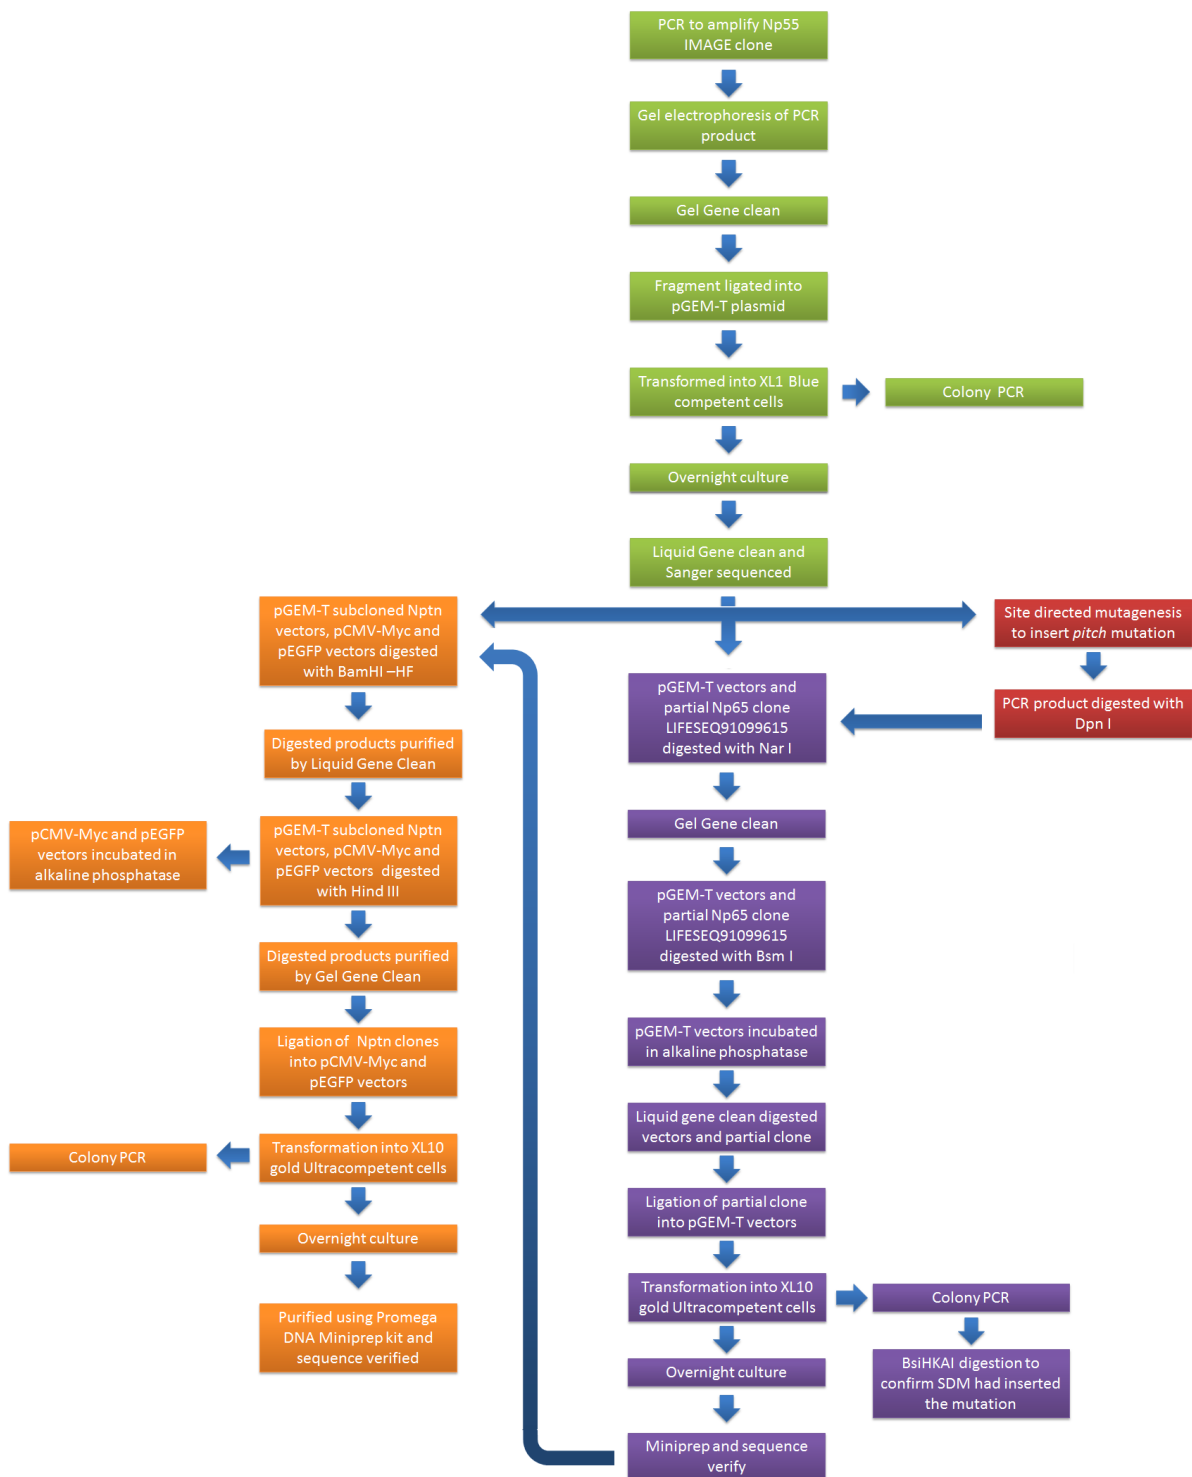 PCR to amplify Np55
IMAGE clone
Gel electrophoresis of PCR
product
Gel Gene clean
Fragment ligated into
pGEM-T plasmid
Transformed into XL1 Blue
competent cells
Colony PCR
Overnight culture
Liquid Gene clean and
Sanger sequenced
pGEM-T subcloned Nptn
vectors, pCMV-Myc and
pEGFP vectors digested
with BamHI –HF
Digested products purified
by Liquid Gene Clean
pGEM-T subcloned Nptn
vectors, pCMV-Myc and
pEGFP vectors digested
with Hind III
pCMV-Myc and pEGFP
vectors incubated in
alkaline phosphatase
Digested products purified
by Gel Gene Clean
Ligation of Nptn clones
into pCMV-Myc and
pEGFP vectors
Transformation into XL10
gold Ultracompetent cells
Colony PCR
Overnight culture
Purified using Promega
DNA Miniprep kit and
sequence verified
Site directed mutagenesis
to insert pitch mutation
PCR product digested with
Dpn I
pGEM-T vectors and
partial Np65 clone
LIFESEQ91099615
digested with Nar I
Gel Gene clean
pGEM-T vectors and
partial Np65 clone
LIFESEQ91099615
digested with Bsm I
pGEM-T vectors incubated
in alkaline phosphatase
Liquid gene clean digested
vectors and partial clone
Ligation of partial clone
into pGEM-T vectors
Transformation into XL10
gold Ultracompetent cells
Colony PCR
BsiHKAI digestion to
confirm SDM had inserted
the mutation
Overnight culture
Miniprep and sequence
verify